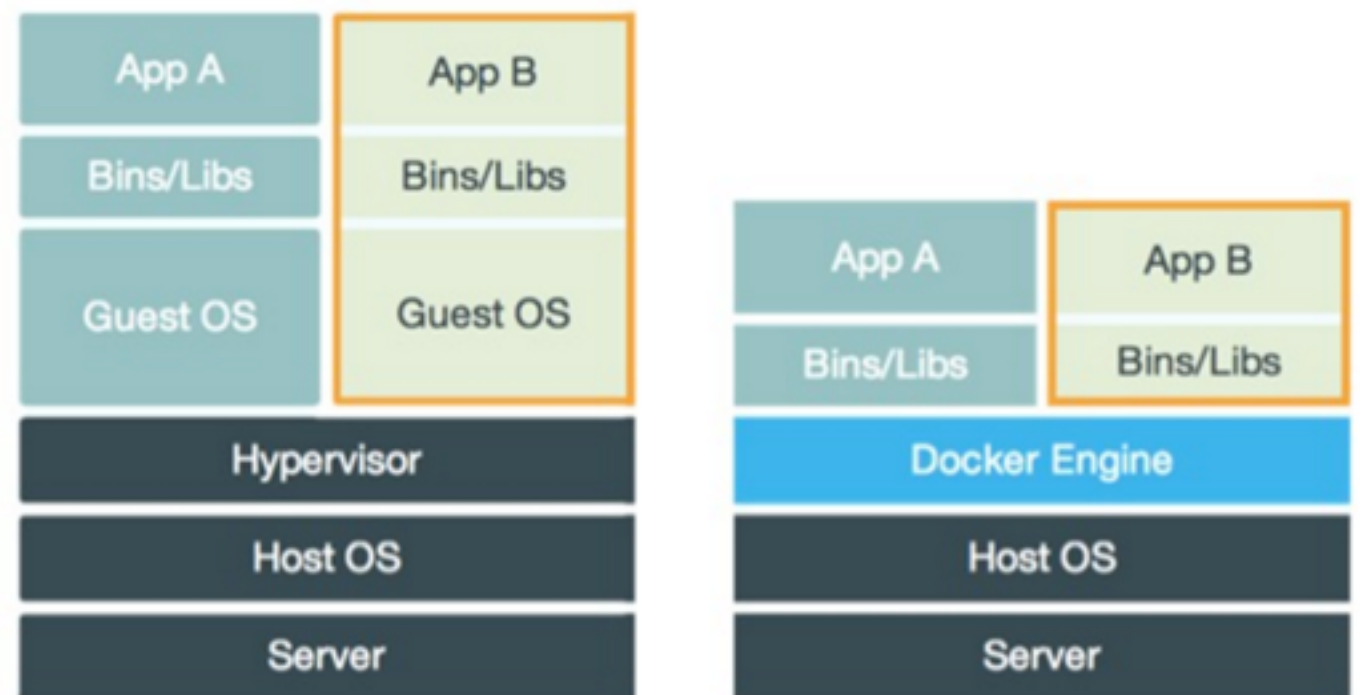 App A
App B
Bins/Libs
Bins/Libs
Guest OS
Guest OS
Hypervisor
Host OS
Server
App A
App B
Bins/Libs
Bins/Libs
Docker Engine
Host OS
Server